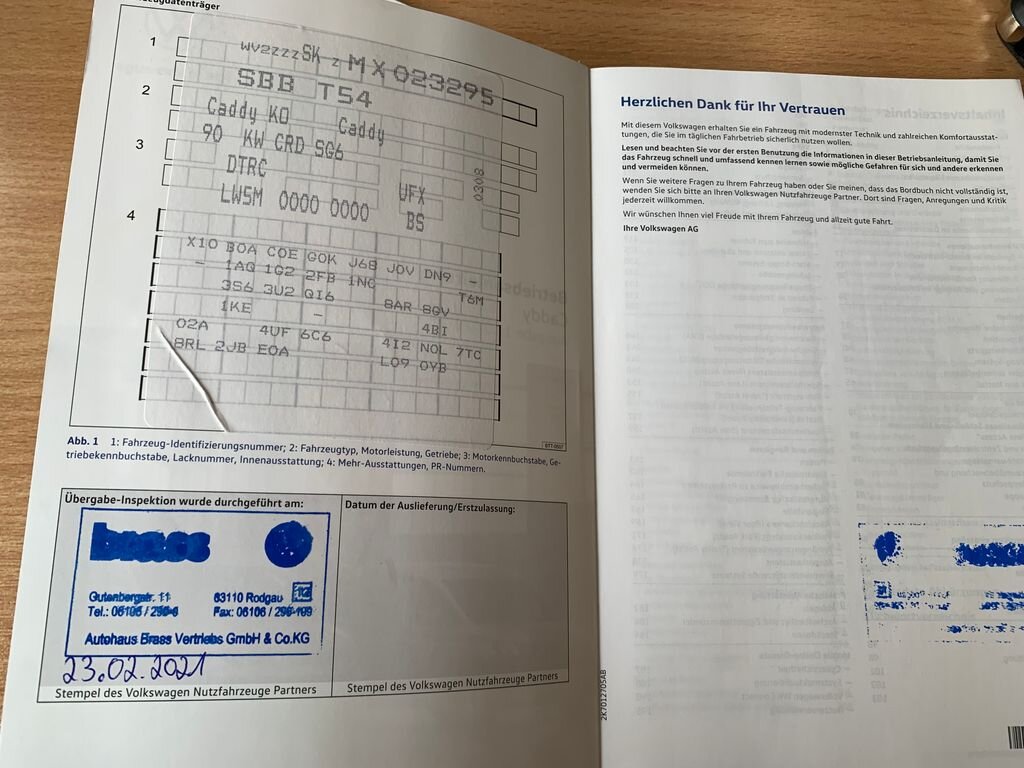 1
WV2ZZZSK Z MX023295
2
SBB T54
Caddy KO Caddy
3
90 KW CRD SG6
DTRC UFX 0308
LWSM 0000 0000 BS
4
X10 BOA COE GOK J6B JOV DN9 -
- 1AQ 1G2 2FB 1NC T6M
3S6 3U2 QI6 8AR 8GV
1KE - 4BI
02A 4UF 6C6 4I2 NOL 7TC
8RL 2JB EOA LO9 OYB
Abb. 1 1: Fahrzeug-Identifizierungsnummer; 2: Fahrzeugtyp, Motorleistung, Getriebe; 3: Motorkennbuchstabe, Ge-
triebekennbuchstabe, Lacknummer, Innenausstattung; 4: Mehr-Ausstattungen, PR-Nummern.
Übergabe-Inspektion wurde durchgeführt am:
Gutenbergstr. 11 63110 Rodgau
Tel.: 06106 / Fax: 06106 /
Autohaus Brass Vertriebs GmbH & Co.KG
23.02.2021
Stempel des Volkswagen Nutzfahrzeuge Partners
Datum der Auslieferung/Erstzulassung:
Stempel des Volkswagen Nutzfahrzeuge Partners
Herzlichen Dank für Ihr Vertrauen
Mit diesem Volkswagen erhalten Sie ein Fahrzeug mit modernster Technik und zahlreichen Komfortausstat-
tungen, die Sie im täglichen Fahrbetrieb sicherlich nutzen wollen.
Lesen und beachten Sie vor der ersten Benutzung die Informationen in dieser Betriebsanleitung, damit Sie
das Fahrzeug schnell und umfassend kennen lernen sowie mögliche Gefahren für sich und andere erkennen
und vermeiden können.
Wenn Sie weitere Fragen zu Ihrem Fahrzeug haben oder Sie meinen, dass das Bordbuch nicht vollständig ist,
wenden Sie sich bitte an Ihren Volkswagen Nutzfahrzeuge Partner. Dort sind Fragen, Anregungen und Kritik
jederzeit willkommen.
Wir wünschen Ihnen viel Freude mit Ihrem Fahrzeug und allzeit gute Fahrt.
Ihre Volkswagen AG
2K7012705AB